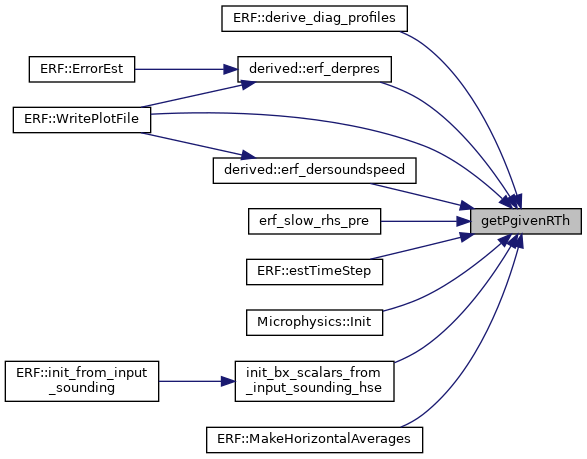 ERF::derive_diag_profiles
ERF::ErrorEst
derived::erf_derpres
ERF::WritePlotFile
derived::erf_dersoundspeed
erf_slow_rhs_pre
getPgivenRTh
ERF::estTimeStep
Microphysics::Init
ERF::init_from_input
_sounding
init_bx_scalars_from
_input_sounding_hse
ERF::MakeHorizontalAverages